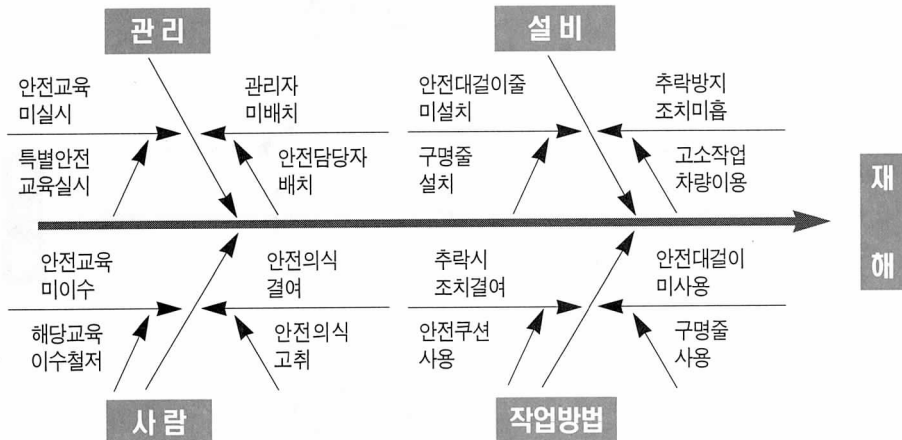 관리
설비
안전교육
미실시
관리자
미배치
안전대걸이줄
미설치
추락방지
조치미흡
특별안전
교육실시
안전담당자
배치
구명줄
설치
고소작업
차량이용
재
해
안전교육
미이수
안전의식
결여
추락시
조치결여
안전대걸이
미사용
해당교육
이수철저
안전의식
고취
안전쿠션
사용
구명줄
사용
사람
작업방법